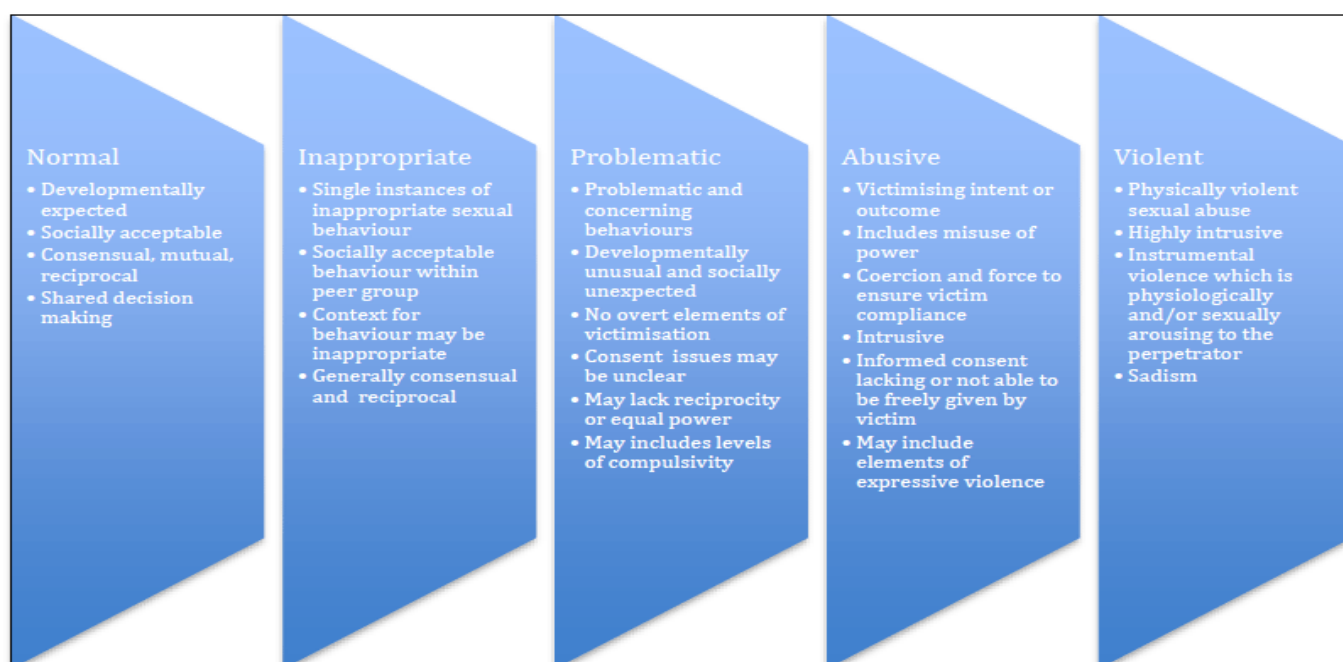 Normal
• Developmentally
expected
• Socially acceptable
• Consensual, mutual,
reciprocal
• Shared decision
making
Inappropriate
• Single instances of
inappropriate sexual
behaviour
• Socially acceptable
behaviour within
peer group
• Context for
behaviour may be
inappropriate
• Generally consensual
and reciprocal
Problematic
• Problematic and
concerning
behaviours
• Developmentally
unusual and socially
unexpected
• No overt elements of
victimisation
• Consent issues may
be unclear
• May lack reciprocity
or equal power
• May includes levels
of compulsivity
Abusive
• Victimising intent or
outcome
• Includes misuse of
power
• Coercion and force to
ensure victim
compliance
• Intrusive
• Informed consent
lacking or not able to
be freely given by
victim
• May include
elements of
expressive violence
Violent
• Physically violent
sexual abuse
• Highly intrusive
• Instrumental
violence which is
physiologically
and/or sexually
arousing to the
perpetrator
• Sadism